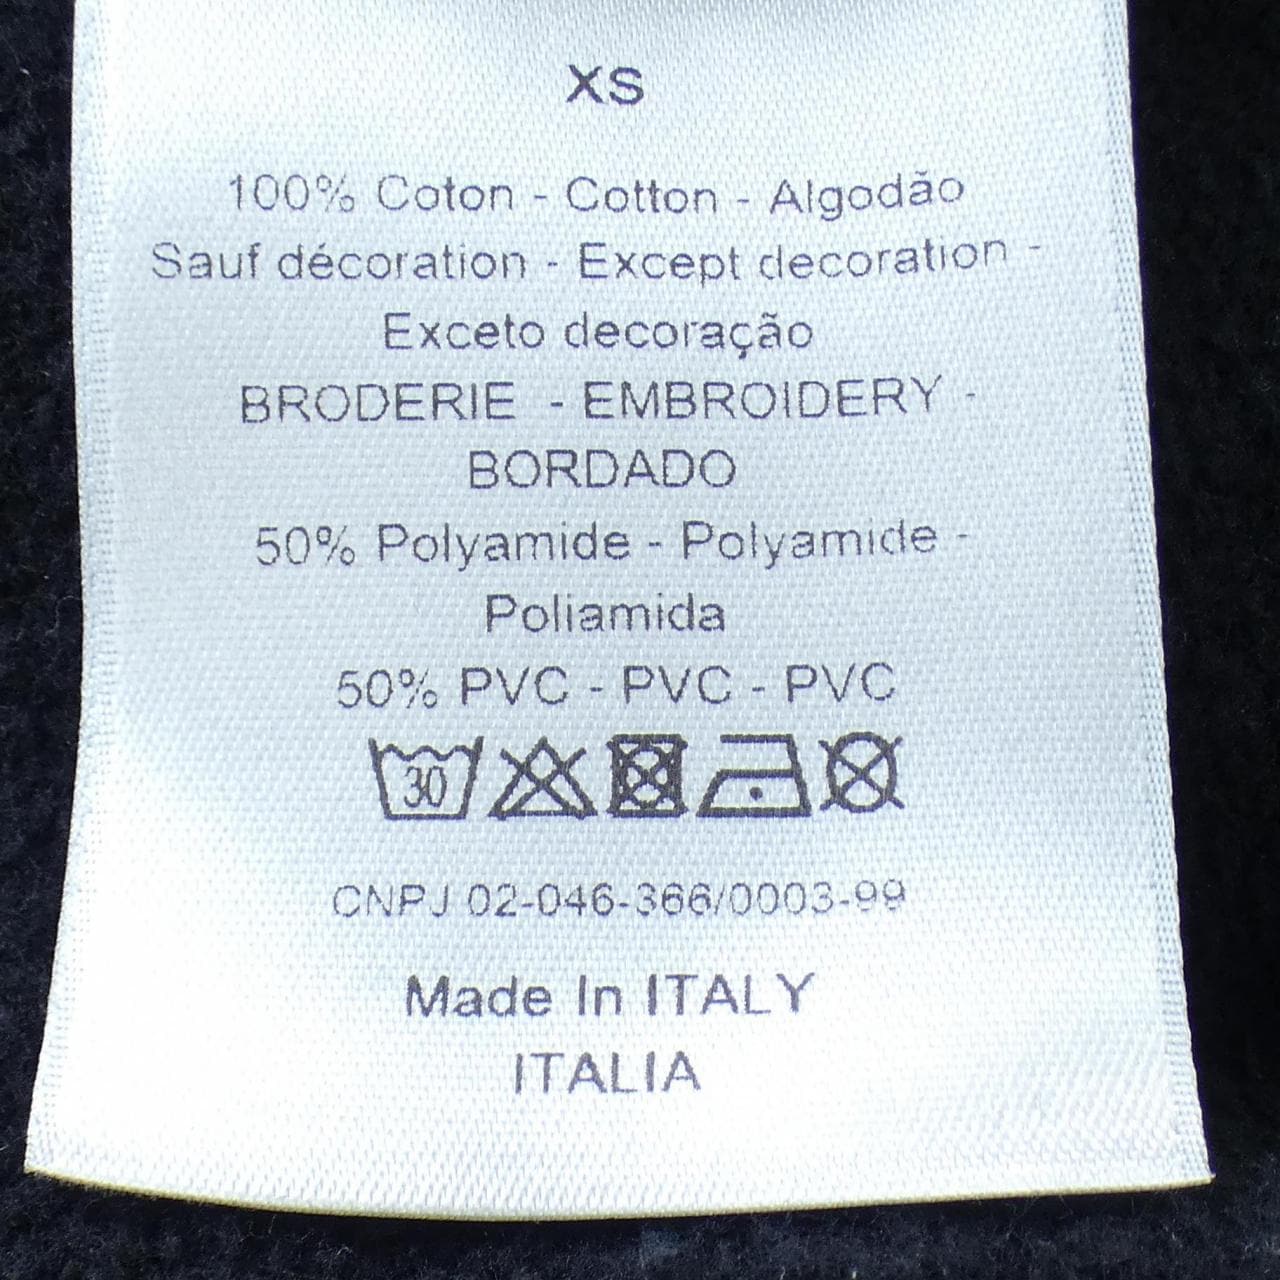 XS
100% Coton - Cotton - Algodão
Sauf décoration - Except decoration -
Exceto decoração
BRODERIE - EMBROIDERY -
BORDADO
50% Polyamide - Polyamide -
Poliamida
50% PVC - PVC - PVC
30
CNPJ 02-046-366/0003-99
Made In ITALY
ITALIA